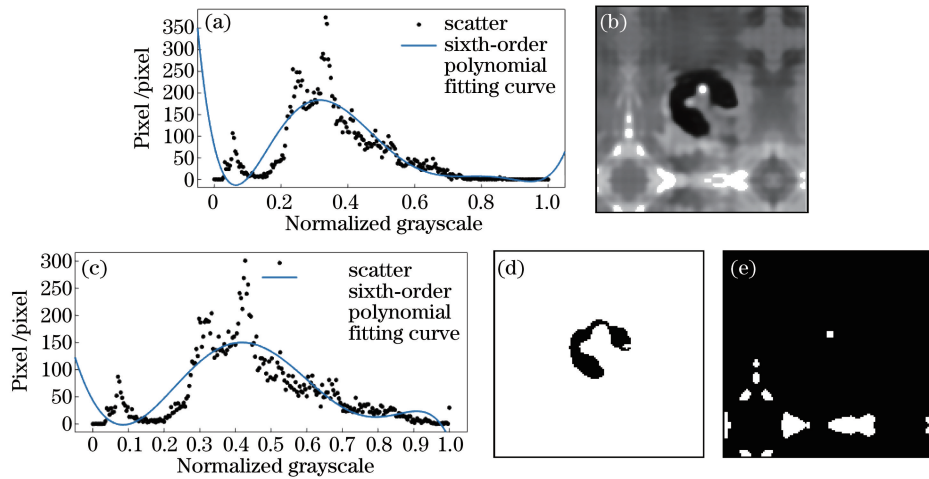 (a)
scatter
sixth-order
polynomial
fitting curve
350
300
250
200
150
100
50
0
Pixel /pixel
0
0.2
0.4
0.6
0.8
1.0
Normalized grayscale
(b)
(c)
scatter
sixth-order
polynomial
fitting curve
300
250
200
150
100
50
0
Pixel /pixel
0
0.1
0.2
0.3
0.4
0.5
0.6
0.7
0.8
0.9
1.0
Normalized grayscale
(d)
(e)